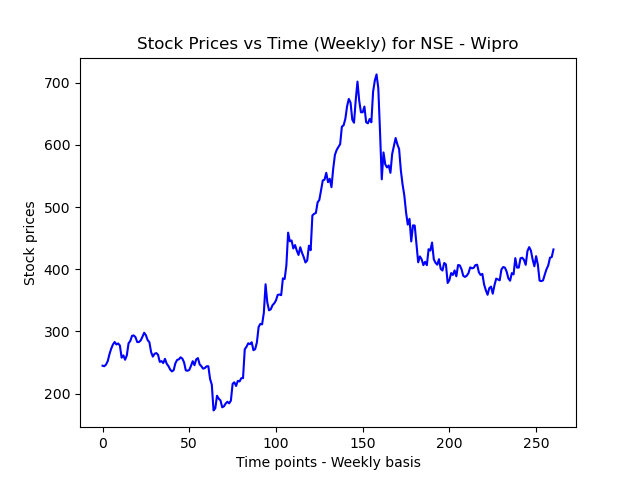 Stock Prices vs Time (Weekly) for NSE - Wipro
700
600
500
400
300
200
Stock prices
0 50 100 150 200 250
Time points - Weekly basis